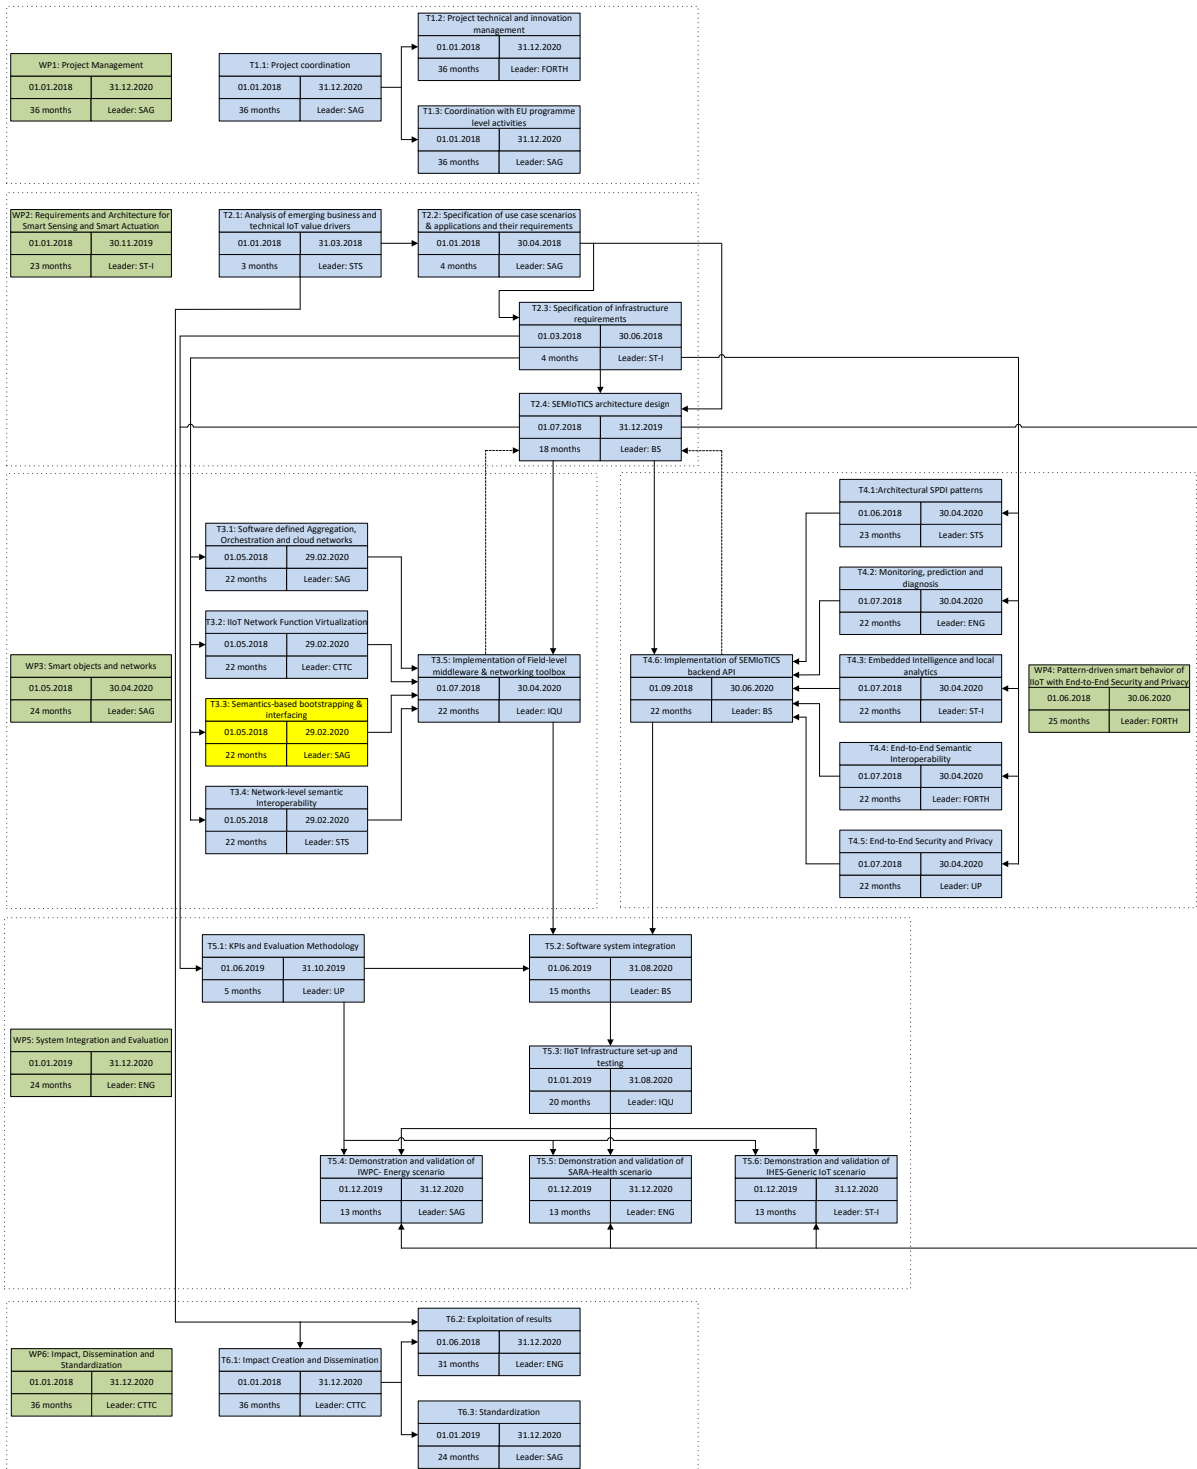 WP1: Project Management
01.01.2018 31.12.2020
36 months Leader: SAG
T1.1: Project coordination
01.01.2018 31.12.2020
36 months Leader: SAG
T1.2: Project technical and innovation
management
01.01.2018 31.12.2020
36 months Leader: FORTH
T1.3: Coordination with EU programme
level activities
01.01.2018 31.12.2020
36 months Leader: SAG
WP2: Requirements and Architecture for
Smart Sensing and Smart Actuation
01.01.2018 30.11.2019
23 months Leader: ST-I
T2.1: Analysis of emerging business and
technical IoT value drivers
01.01.2018 31.03.2018
3 months Leader: STS
T2.2: Specification of use case scenarios
& applications and their requirements
01.01.2018 30.04.2018
4 months Leader: SAG
T2.3: Specification of infrastructure
requirements
01.03.2018 30.06.2018
4 months Leader: ST-I
T2.4: SEMIoTICS architecture design
01.07.2018 31.12.2019
18 months Leader: BS
WP3: Smart objects and networks
01.05.2018 30.04.2020
24 months Leader: SAG
T3.1: Software defined Aggregation,
Orchestration and cloud networks
01.05.2018 29.02.2020
22 months Leader: SAG
T3.2: IIoT Network Function Virtualization
01.05.2018 29.02.2020
22 months Leader: CTTC
T3.3: Semantics-based bootstrapping &
interfacing
01.05.2018 29.02.2020
22 months Leader: SAG
T3.4: Network-level semantic
Interoperability
01.05.2018 29.02.2020
22 months Leader: STS
T3.5: Implementation of Field-level
middleware & networking toolbox
01.07.2018 30.04.2020
22 months Leader: IQU
T4.6: Implementation of SEMIoTICS
backend API
01.09.2018 30.06.2020
22 months Leader: BS
T4.1:Architectural SPDI patterns
01.06.2018 30.04.2020
23 months Leader: STS
T4.2: Monitoring, prediction and
diagnosis
01.07.2018 30.04.2020
22 months Leader: ENG
T4.3: Embedded Intelligence and local
analytics
01.07.2018 30.04.2020
22 months Leader: ST-I
T4.4: End-to-End Semantic
Interoperability
01.07.2018 30.04.2020
22 months Leader: FORTH
T4.5: End-to-End Security and Privacy
01.07.2018 30.04.2020
22 months Leader: UP
WP4: Pattern-driven smart behavior of
IIoT with End-to-End Security and Privacy
01.06.2018 30.06.2020
25 months Leader: FORTH
WP5: System Integration and Evaluation
01.01.2019 31.12.2020
24 months Leader: ENG
T5.1: KPIs and Evaluation Methodology
01.06.2019 31.10.2019
5 months Leader: UP
T5.2: Software system integration
01.06.2019 31.08.2020
15 months Leader: BS
T5.3: IIoT Infrastructure set-up and
testing
01.01.2019 31.08.2020
20 months Leader: IQU
T5.4: Demonstration and validation of
IWPC- Energy scenario
01.12.2019 31.12.2020
13 months Leader: SAG
T5.5: Demonstration and validation of
SARA-Health scenario
01.12.2019 31.12.2020
13 months Leader: ENG
T5.6: Demonstration and validation of
IHES-Generic IoT scenario
01.12.2019 31.12.2020
13 months Leader: ST-I
WP6: Impact, Dissemination and
Standardization
01.01.2018 31.12.2020
36 months Leader: CTTC
T6.1: Impact Creation and Dissemination
01.01.2018 31.12.2020
36 months Leader: CTTC
T6.2: Exploitation of results
01.06.2018 31.12.2020
31 months Leader: ENG
T6.3: Standardization
01.01.2019 31.12.2020
24 months Leader: SAG